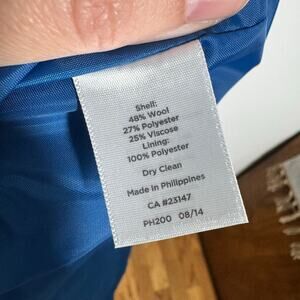 Shell:
48% Wool
27% Polyester
25% Viscose
Lining:
100% Polyester
Dry Clean
Made in Philippines
CA #23147
PH200 08/14